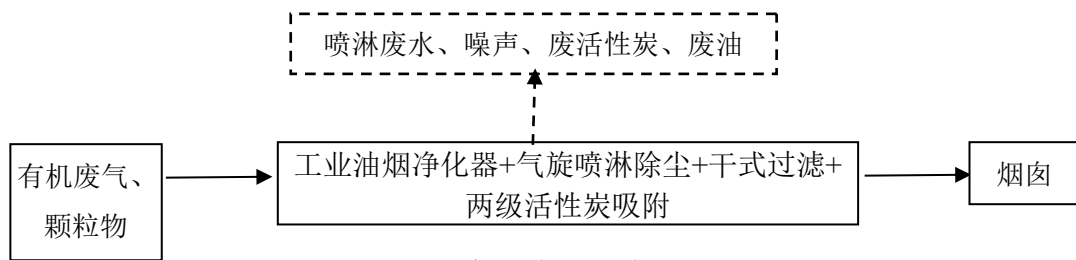 喷淋废水、噪声、废活性炭、废油
有机废气、
颗粒物
工业油烟净化器+气旋喷淋除尘+干式过滤+
两级活性炭吸附
烟囱